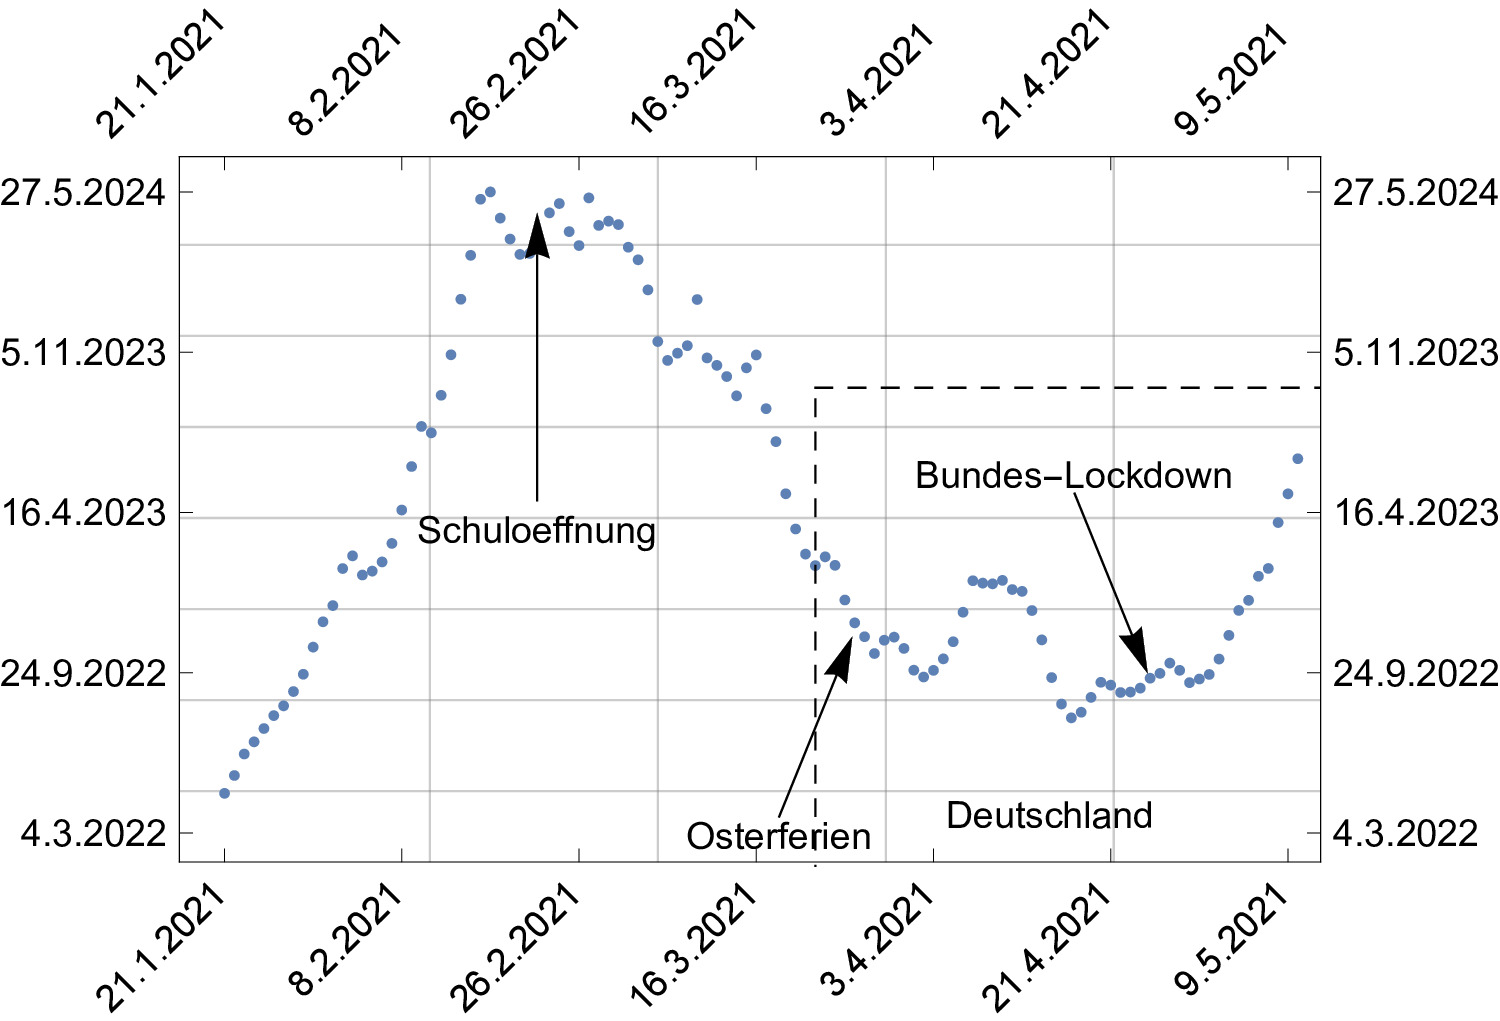 21.1.2021 8.2.2021 26.2.2021 16.3.2021 3.4.2021 21.4.2021 9.5.2021
27.5.2024 27.5.2024
5.11.2023 5.11.2023
Bundes–Lockdown
16.4.2023 16.4.2023
Schuloeffnung
24.9.2022 24.9.2022
Deutschland
Osterferien
4.3.2022 4.3.2022
21.1.2021 8.2.2021 26.2.2021 16.3.2021 3.4.2021 21.4.2021 9.5.2021